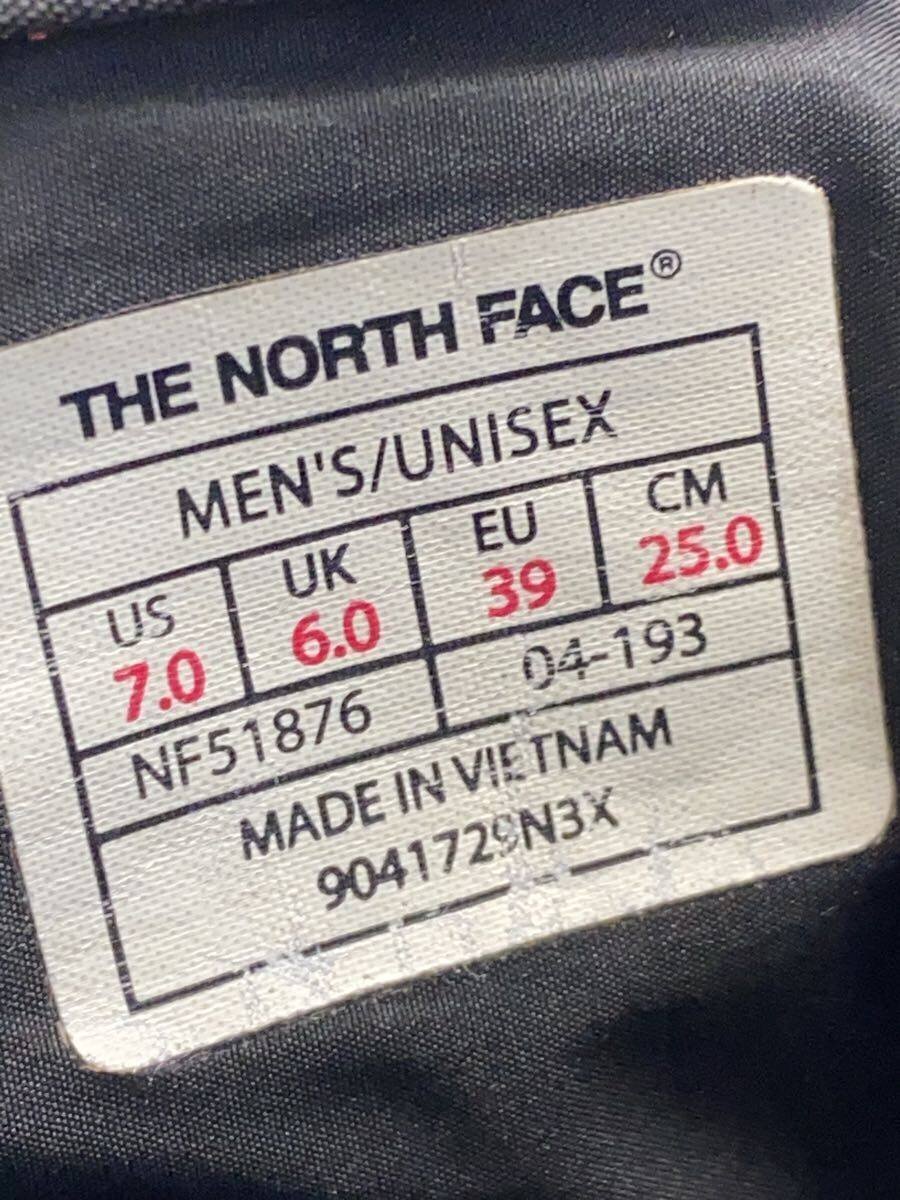 THE NORTH FACE®
MEN'S/UNISEX
US UK EU CM
7.0 6.0 39 25.0
NF51876 04-193
MADE IN VIETNAM
9041729N3X